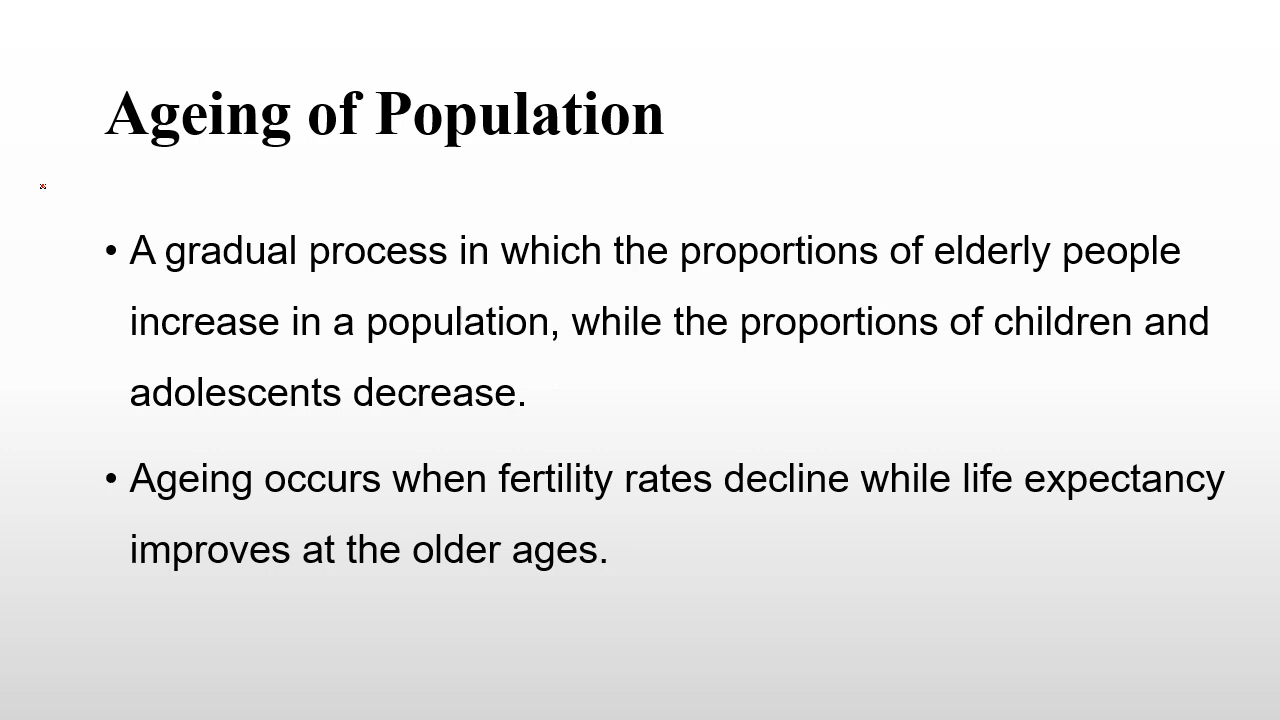 Ageing of Population
• A gradual process in which the proportions of elderly people
increase in a population, while the proportions of children and
adolescents decrease.
• Ageing occurs when fertility rates decline while life expectancy
improves at the older ages.